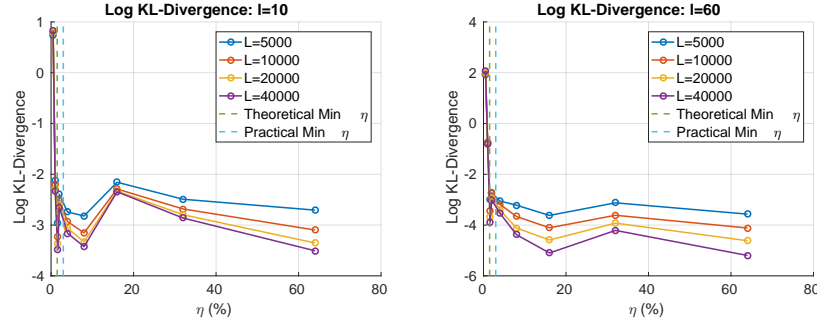 Log KL-Divergence: l=10
Log KL-Divergence
1
0
-1
-2
-3
-4
0
20
40
60
80
η (%)
L=5000
L=10000
L=20000
L=40000
Theoretical Min η
Practical Min η
Log KL-Divergence: l=60
Log KL-Divergence
4
2
0
-2
-4
-6
0
20
40
60
80
η (%)
L=5000
L=10000
L=20000
L=40000
Theoretical Min η
Practical Min η